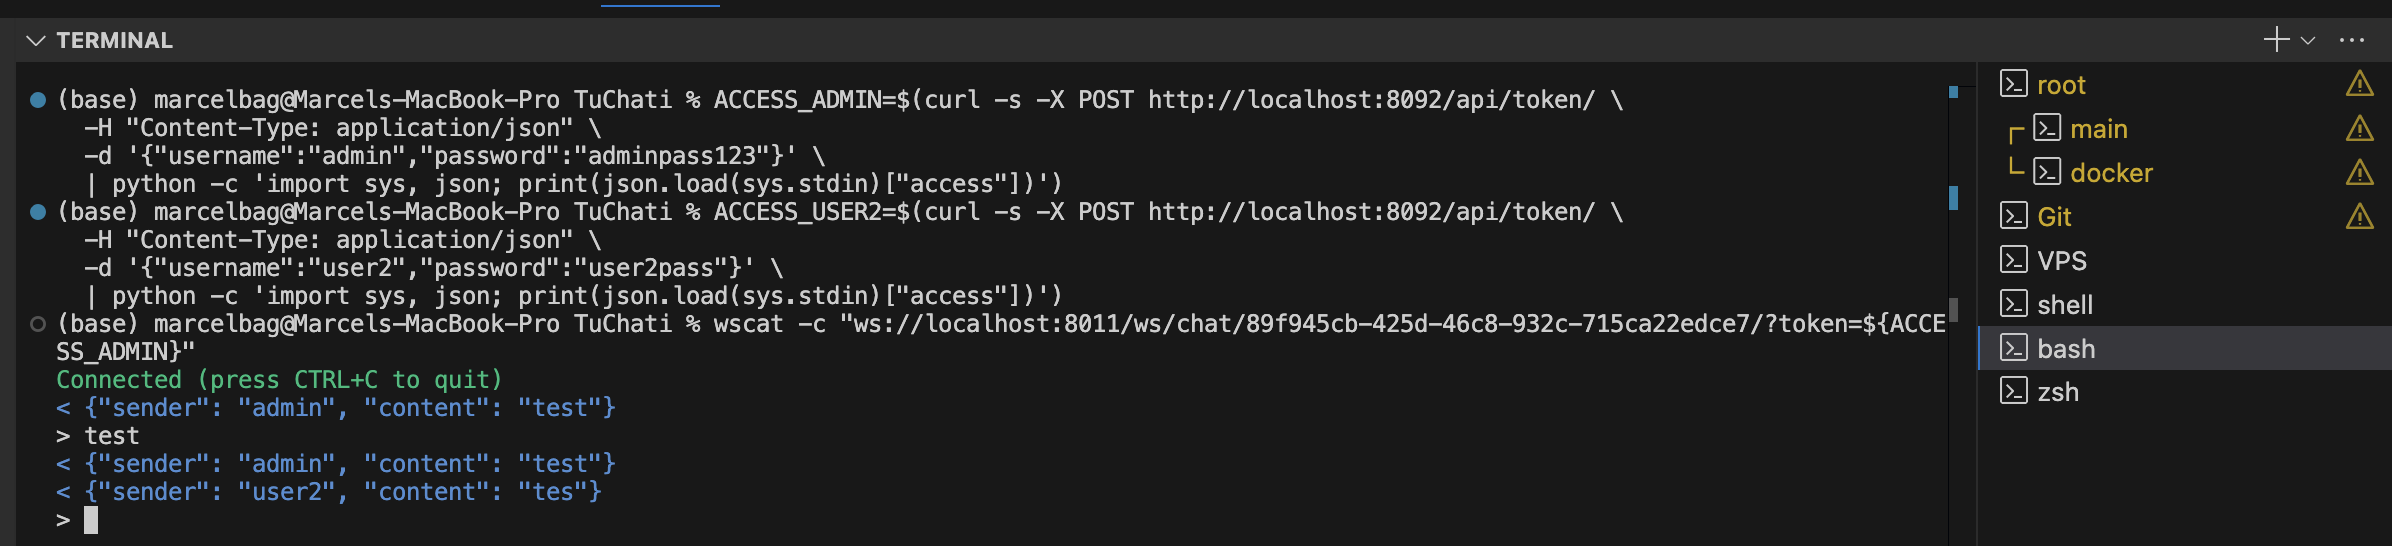 TERMINAL
(base) marcelbag@Marcels-MacBook-Pro TuChati % ACCESS_ADMIN=$(curl -s -X POST http://localhost:8092/api/token/ \
  -H "Content-Type: application/json" \
  -d '{"username":"admin","password":"adminpass123"}' \
  | python -c 'import sys, json; print(json.load(sys.stdin)["access"])')
(base) marcelbag@Marcels-MacBook-Pro TuChati % ACCESS_USER2=$(curl -s -X POST http://localhost:8092/api/token/ \
  -H "Content-Type: application/json" \
  -d '{"username":"user2","password":"user2pass"}' \
  | python -c 'import sys, json; print(json.load(sys.stdin)["access"])')
(base) marcelbag@Marcels-MacBook-Pro TuChati % wscat -c "ws://localhost:8011/ws/chat/89f945cb-425d-46c8-932c-715ca22edce7/?token=${ACCE
SS_ADMIN}"
Connected (press CTRL+C to quit)
< {"sender": "admin", "content": "test"}
> test
< {"sender": "admin", "content": "test"}
< {"sender": "user2", "content": "tes"}
>
root
main
docker
Git
VPS
shell
bash
zsh